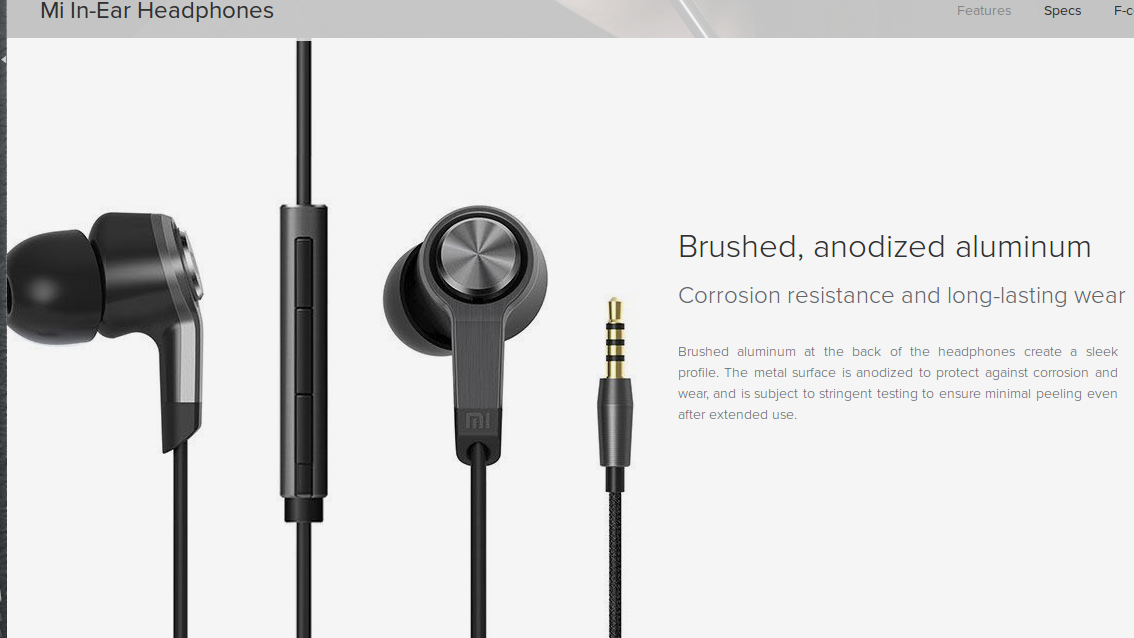 Mi In-Ear Headphones
Features Specs F-c
Brushed, anodized aluminum
Corrosion resistance and long-lasting wear
Brushed aluminum at the back of the headphones create a sleek
profile. The metal surface is anodized to protect against corrosion and
wear, and is subject to stringent testing to ensure minimal peeling even
after extended use.
mi